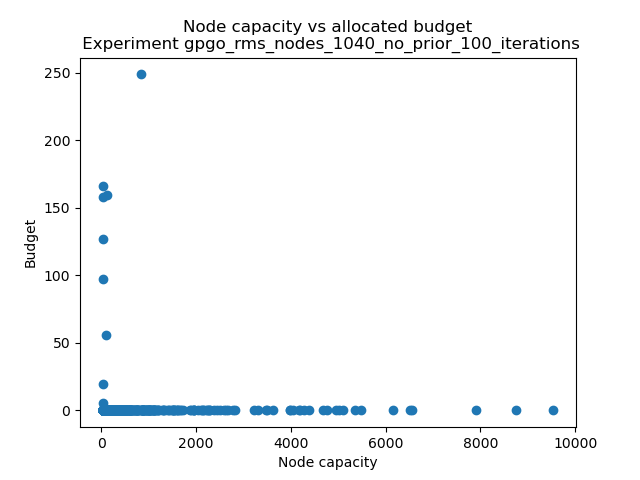 Node capacity vs allocated budget
Experiment gpgo_rms_nodes_1040_no_prior_100_iterations
250
200
150
100
50
0
Budget
0 2000 4000 6000 8000 10000
Node capacity